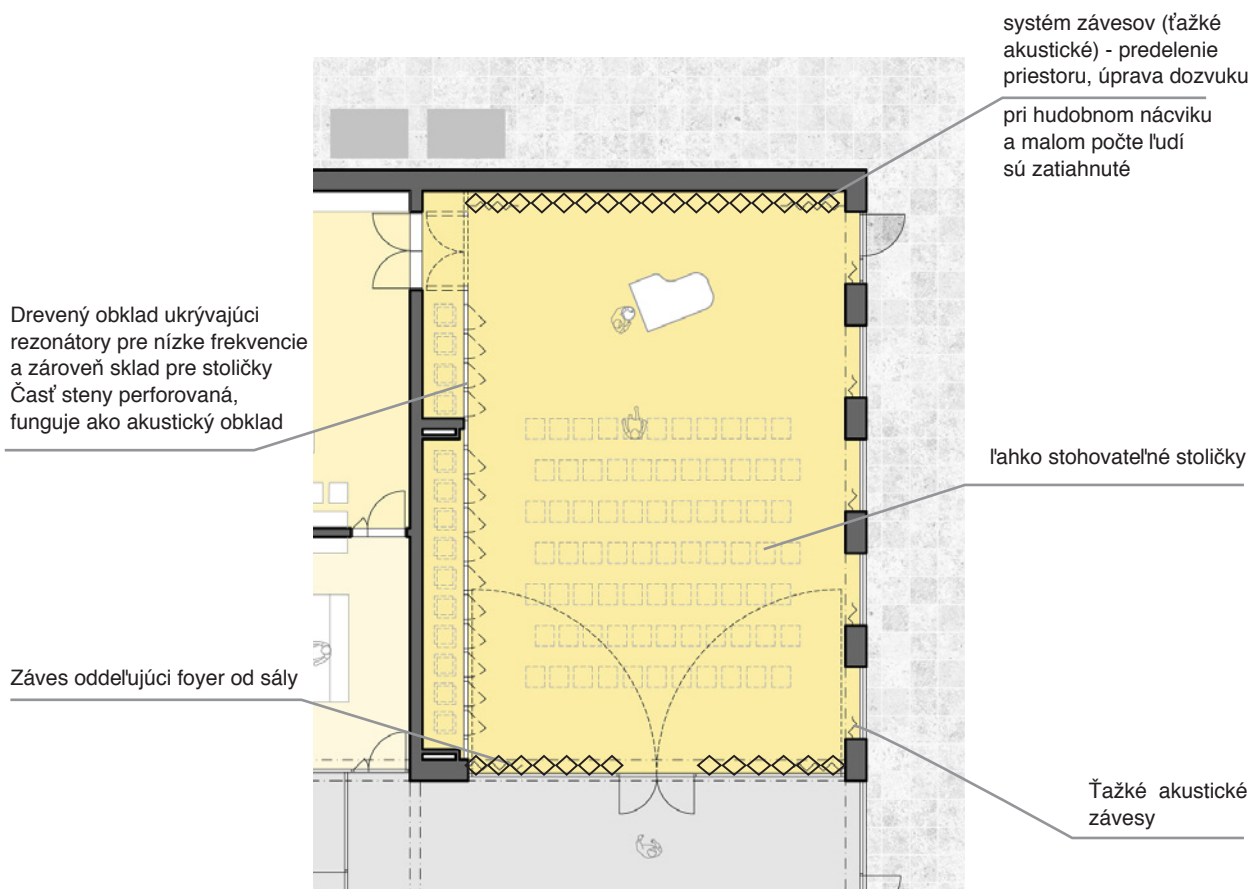 systém závesov (ťažké
akustické) - predelenie
priestoru, úprava dozvuku
pri hudobnom nácviku
a malom počte ľudí
sú zatiahnuté
Drevený obklad ukrývajúci
rezonátory pre nízke frekvencie
a zároveň sklad pre stoličky
Časť steny perforovaná,
funguje ako akustický obklad
ľahko stohovateľné stoličky
Záves oddeľujúci foyer od sály
Ťažké akustické
závesy